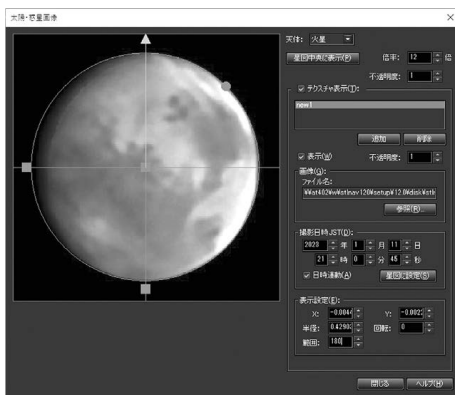 太陽・惑星画像
天体: 火星
星図中央に表示(P) 倍率: 12 倍
不透明度: 1
テクスチャ表示(T):
new1
追加 削除
表示(W) 不透明度: 1
画像(G):
ファイル名:
参照(R)...
撮影日時JST(D):
2023 年 1 月 11 日
21 時 0 分 45 秒
日時連動(A) 星図に設定(S)
表示設定(E):
X: -0.0044 Y: -0.0022
半径: 0.4290 回転: 0
範囲: 180
閉じる ヘルプ(H)